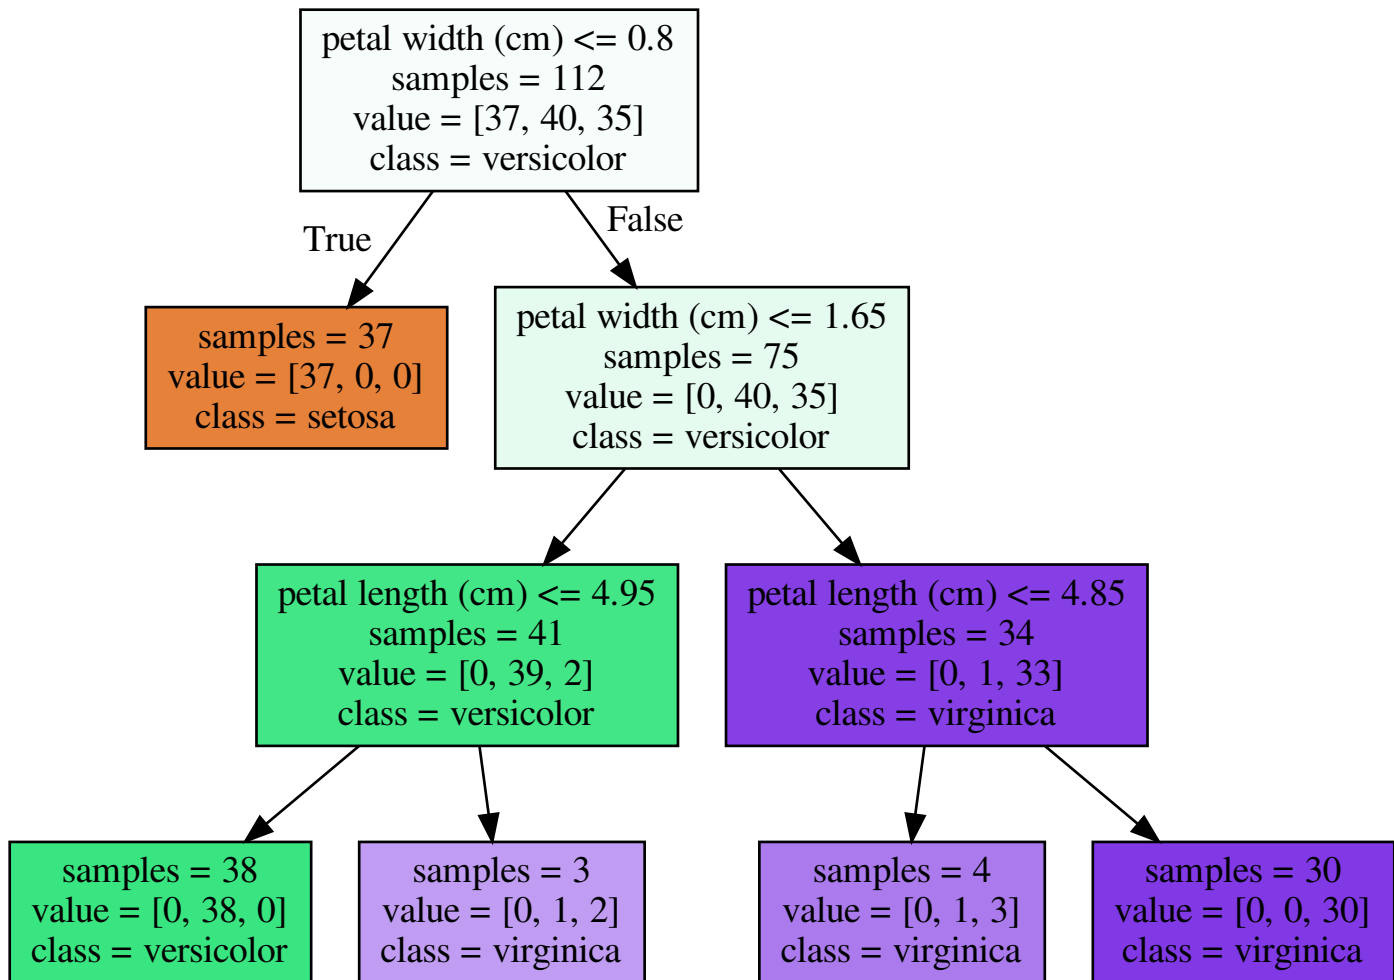 petal width (cm) <= 0.8
samples = 112
value = [37, 40, 35]
class = versicolor
True
False
samples = 37
value = [37, 0, 0]
class = setosa
petal width (cm) <= 1.65
samples = 75
value = [0, 40, 35]
class = versicolor
petal length (cm) <= 4.95
samples = 41
value = [0, 39, 2]
class = versicolor
petal length (cm) <= 4.85
samples = 34
value = [0, 1, 33]
class = virginica
samples = 38
value = [0, 38, 0]
class = versicolor
samples = 3
value = [0, 1, 2]
class = virginica
samples = 4
value = [0, 1, 3]
class = virginica
samples = 30
value = [0, 0, 30]
class = virginica